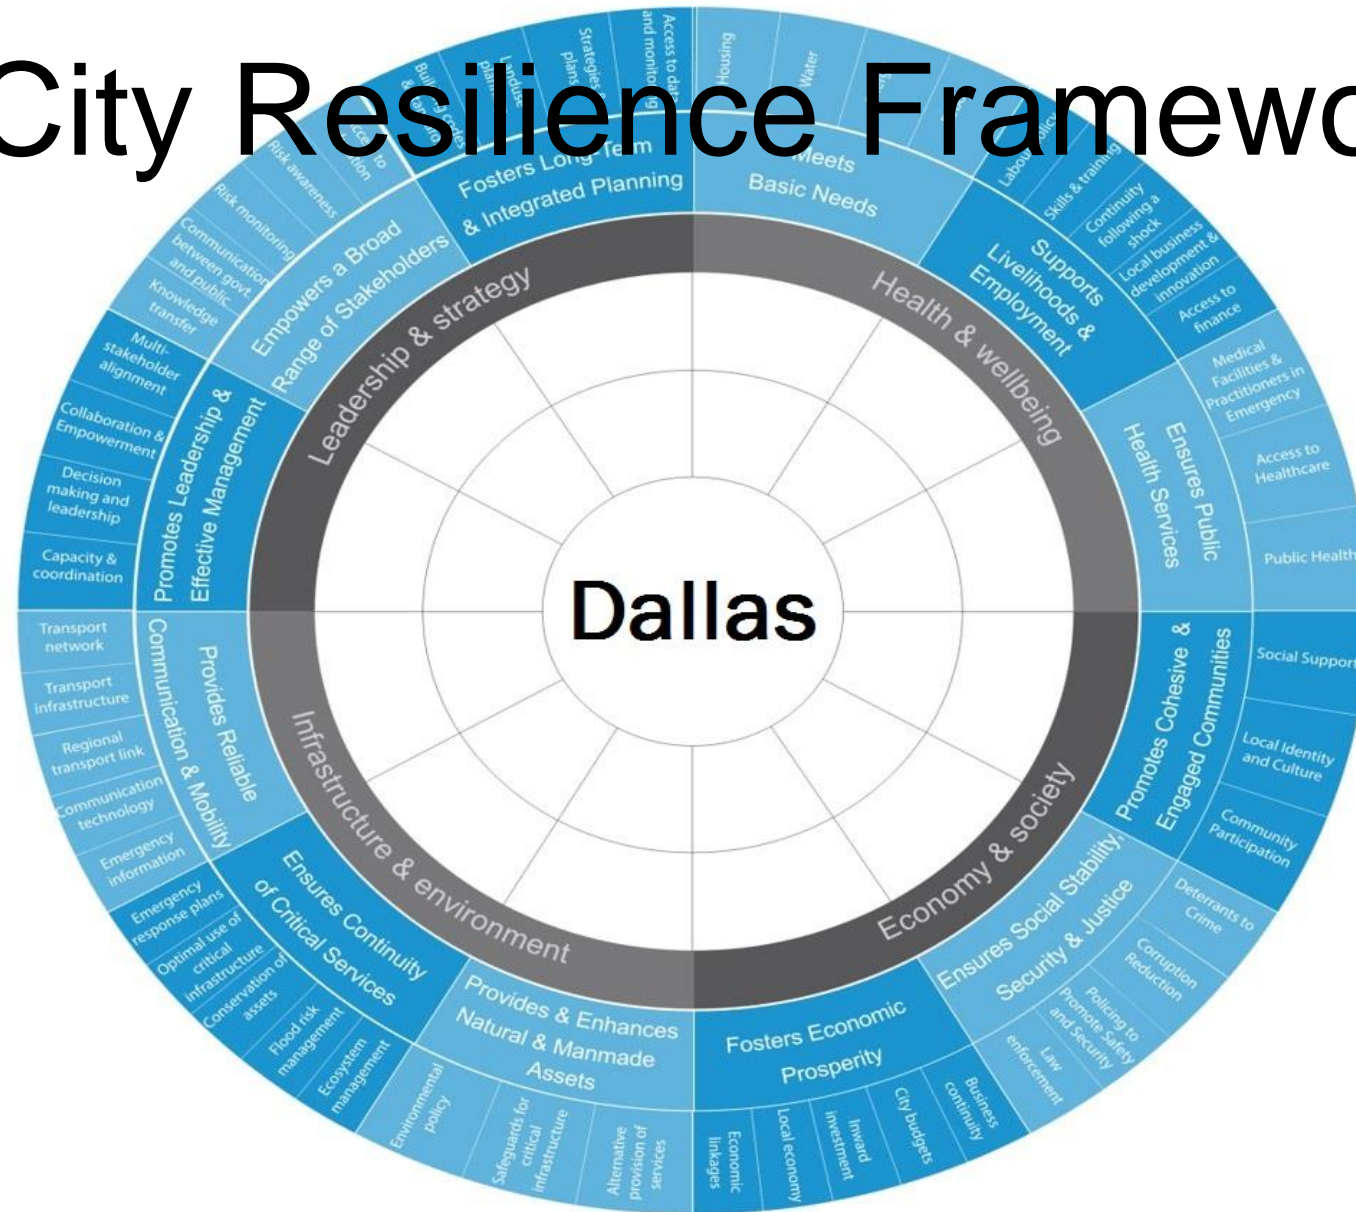 City Resilience Framewo
Housing
Water
Labour
Skills & training
Continuity
following a
shock
Local business
development &
innovation
Access to
finance
Medical
Facilities &
Practitioners in
Emergency
Access to
Healthcare
Public Health
Social Support
Local Identity
and Culture
Community
Participation
Deterrants to
Crime
Corruption
Reduction
Policing to
Promote Safety
and Security
Law
enforcement
Business
continuity
City budgets
Inward
investment
Local economy
Economic
linkages
Alternative
provision of
services
Safeguards for
critical
infrastructure
Environmental
policy
Ecosystem
management
Flood risk
management
Conservation of
assets
Optimal use of
critical
infrastructure
Emergency
response plans
Emergency
information
Communication
technology
Regional
transport link
Transport
infrastructure
Transport
network
Capacity &
coordination
Decision
making and
leadership
Collaboration &
Empowerment
Multi-
stakeholder
alignment
Knowledge
transfer
Communication
between govt.
and public
Risk monitoring
Risk awareness
Strategies &
plans
Access to data
and monitoring
Meets
Basic Needs
Supports
Livelihoods &
Employment
Ensures Public
Health Services
Promotes Cohesive &
Engaged Communities
Ensures Social Stability,
Security & Justice
Fosters Economic
Prosperity
Provides & Enhances
Natural & Manmade
Assets
Ensures Continuity
of Critical Services
Provides Reliable
Communication & Mobility
Promotes Leadership &
Effective Management
Empowers a Broad
Range of Stakeholders
Fosters Long-Term
& Integrated Planning
Leadership & strategy
Health & wellbeing
Economy & society
Infrastructure & environment
Dallas